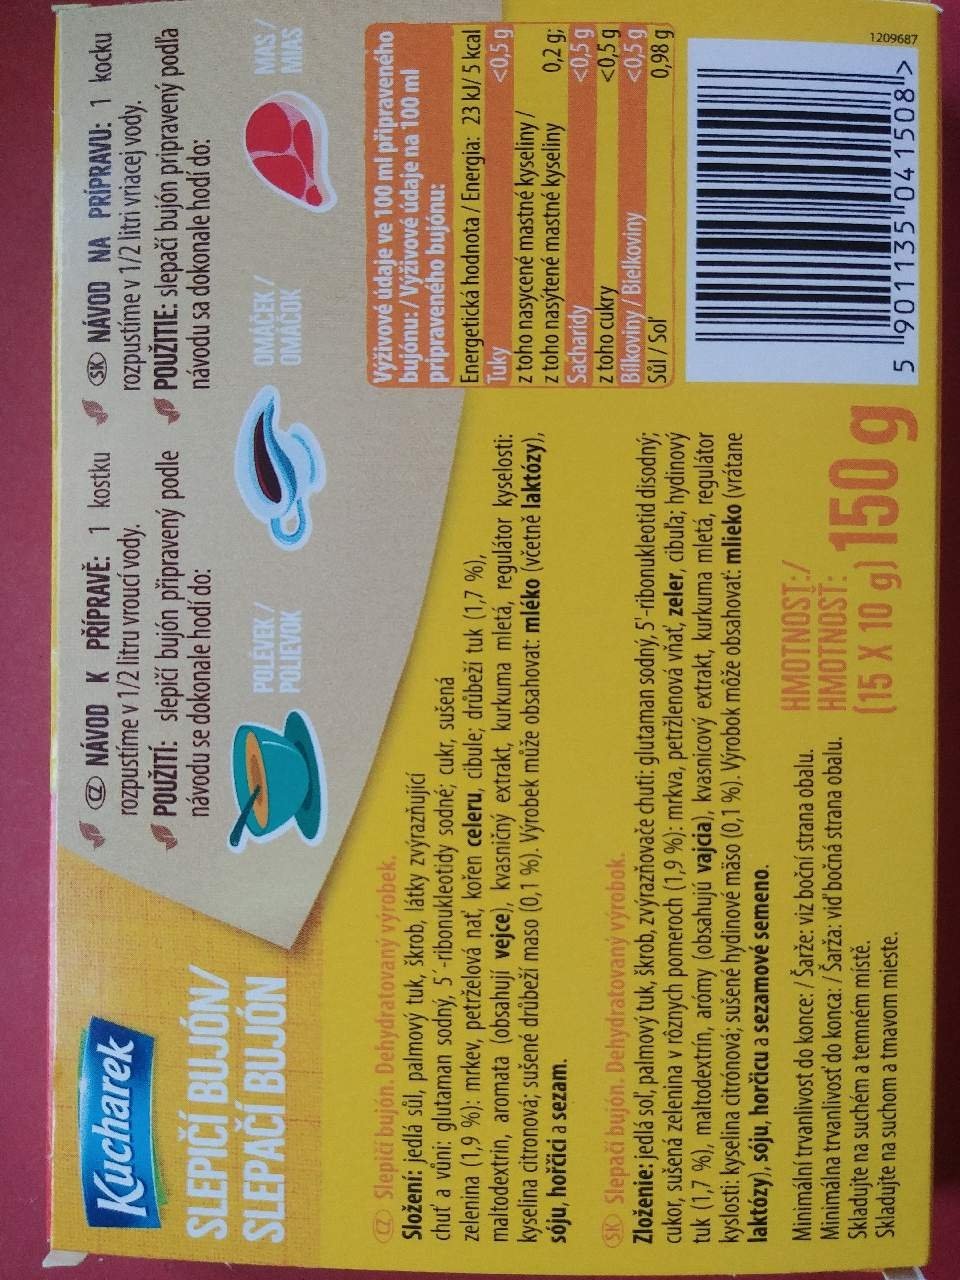 Kucharek
SLEPIČÍ BUJÓN/
SLEPAČÍ BUJÓN
CZ NÁVOD K PŘÍPRAVĚ: 1 kostku
rozpustíme v 1/2 litru vroucí vody.
POUŽITÍ: slepičí bujón připravený podle
návodu se dokonale hodí do:
SK NÁVOD NA PRÍPRAVU: 1 kocku
rozpustíme v 1/2 litri vriacej vody.
POUŽITIE: slepačí bujón pripravený podľa
návodu sa dokonale hodí do:
POLÉVEK/
POLIEVOK
OMÁČEK/
OMÁČOK
MAS/
MIAS
CZ Slepičí bujón. Dehydratovaný výrobek.
Složení: jedlá sůl, palmový tuk, škrob, látky zvýrazňující
chuť a vůni: glutaman sodný, 5´-ribonukleotidy sodné; cukr, sušená
zelenina (1,9 %): mrkev, petrželová nať, kořen celeru, cibule; drůbeží tuk (1,7 %),
maltodextrin, aromata (obsahují vejce), kvasničný extrakt, kurkuma mletá, regulátor kyselosti:
kyselina citronová; sušené drůbeží maso (0,1 %). Výrobek může obsahovat: mléko (včetně laktózy),
sóju, hořčici a sezam.
SK Slepačí bujón. Dehydratovaný výrobok.
Zloženie: jedlá soľ, palmový tuk, škrob, zvýrazňovače chuti: glutaman sodný, 5'-ribonukleotid disodný;
cukor, sušená zelenina v rôznych pomeroch (1,9 %): mrkva, petržlenová vňať, zeler, cibuľa; hydinový
tuk (1,7 %), maltodextrín, arómy (obsahujú vajcia), kvasnicový extrakt, kurkuma mletá, regulátor
kyslosti: kyselina citrónová; sušené hydinové mäso (0,1%). Výrobok môže obsahovať: mlieko (vrátane
laktózy), sóju, horčicu a sezamové semeno.
Minimální trvanlivost do konce: / Šarže: viz boční strana obalu.
Minimálna trvanlivosť do konca: / Šarža: viď bočná strana obalu.
Skladujte na suchém a temném místě.
Skladujte na suchom a tmavom mieste.
HMOTNOST:/
HMOTNOSŤ:
(15 X 10 g) 150 g
Výživové údaje ve 100 ml připraveného
bujónu: / Výživové údaje na 100 ml
pripraveného bujónu:
Energetická hodnota / Energia: 23 kJ/ 5 kcal
Tuky <0,5 g
z toho nasycené mastné kyseliny /
z toho nasýtené mastné kyseliny 0,2 g;
Sacharidy <0,5 g
z toho cukry <0,5 g
Bílkoviny / Bielkoviny <0,5 g
Sůl / Soľ 0,98 g
1209687
5 901135 041508 >